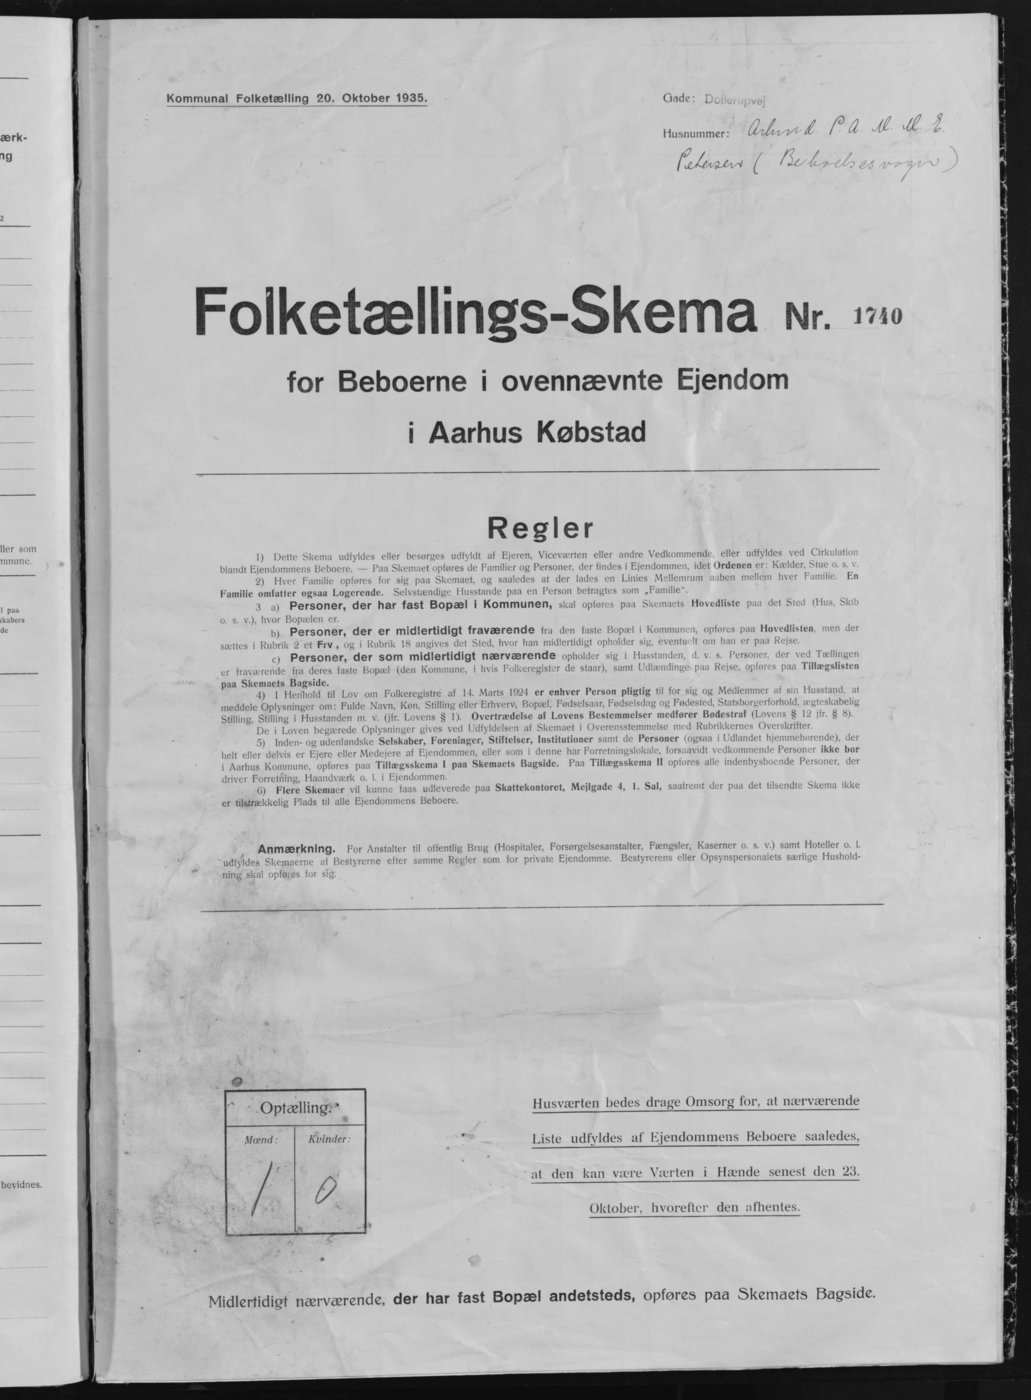 ærk-
ng
2
ller som
mmune.
l paa
skabers
de
bevidnes.
Kommunal Folketælling 20. Oktober 1935.
Gade: Dollerupvej
Husnummer: P. A. M. M. E.
Petersen (Beboelsesvogn)
Folketællings-Skema Nr. 1740
for Beboerne i ovennævnte Ejendom
i Aarhus Købstad
Regler
1) Dette Skema udfyldes eller besørges udfyldt af Ejeren, Viceværten eller andre Vedkommende, eller udfyldes ved Cirkulation
blandt Ejendommens Beboere. — Paa Skemaet opføres de Familier og Personer, der findes i Ejendommen, idet Ordenen er: Kælder, Stue o. s. v.
2) Hver Familie opføres for sig paa Skemaet, og saaledes at der lades en Linies Mellemrum aaben mellem hver Familie. En
Familie omfatter ogsaa Logerende. Selvstændige Husstande paa en Person betragtes som „Familie".
3 a) Personer, der har fast Bopæl i Kommunen, skal opføres paa Skemaets Hovedliste paa det Sted (Hus, Skib
o. s. v.), hvor Bopælen er.
b) Personer, der er midlertidigt fraværende fra den faste Bopæl i Kommunen, opføres paa Hovedlisten, men der
sættes i Rubrik 2 et Frv., og i Rubrik 18 angives det Sted, hvor han midlertidigt opholder sig, eventuelt om han er paa Rejse.
c) Personer, der som midlertidigt nærværende opholder sig i Husstanden, d. v. s. Personer, der ved Tællingen
er fraværende fra deres faste Bopæl (den Kommune, i hvis Folkeregister de staar), samt Udlændinge paa Rejse, opføres paa Tillægslisten
paa Skemaets Bagside.
4) I Henhold til Lov om Folkeregistre af 14. Marts 1924 er enhver Person pligtig til for sig og Medlemmer af sin Husstand, at
meddele Oplysninger om: Fulde Navn, Køn, Stilling eller Erhverv, Bopæl, Fødselsaar, Fødselsdag og Fødested, Statsborgerforhold, ægteskabelig
Stilling, Stilling i Husstanden m. v. (jfr. Lovens § 1). Overtrædelse af Lovens Bestemmelser medfører Bødestraf (Lovens § 12 jfr. § 8).
De i Loven begærede Oplysninger gives ved Udfyldelsen af Skemaet i Overensstemmelse med Rubrikkernes Overskrifter.
5) Inden- og udenlandske Selskaber, Foreninger, Stiftelser, Institutioner samt de Personer (ogsaa i Udlandet hjemmehørende), der
helt eller delvis er Ejere eller Medejere af Ejendommen, eller som i denne har Forretningslokale, forsaavidt vedkommende Personer ikke bor
i Aarhus Kommune, opføres paa Tillægsskema I paa Skemaets Bagside. Paa Tillægsskema II opføres alle indenbysboende Personer, der
driver Forretning, Haandværk o. l. i Ejendommen.
6) Flere Skemaer vil kunne faas udleverede paa Skattekontoret, Mejlgade 4, 1. Sal, saafremt der paa det tilsendte Skema ikke
er tilstrækkelig Plads til alle Ejendommens Beboere.
Anmærkning. For Anstalter til offentlig Brug (Hospitaler, Forsørgelsesanstalter, Fængsler, Kaserner o. s. v.) samt Hoteller o. l.
udfyldes Skemaerne af Bestyrerne efter samme Regler som for private Ejendomme. Bestyrerens eller Opsynspersonalets særlige Hushold-
ning skal opføres for sig.
Optælling.
Mænd: Kvinder:
1 0
Husværten bedes drage Omsorg for, at nærværende
Liste udfyldes af Ejendommens Beboere saaledes,
at den kan være Værten i Hænde senest den 23.
Oktober, hvorefter den afhentes.
Midlertidigt nærværende, der har fast Bopæl andetsteds, opføres paa Skemaets Bagside.